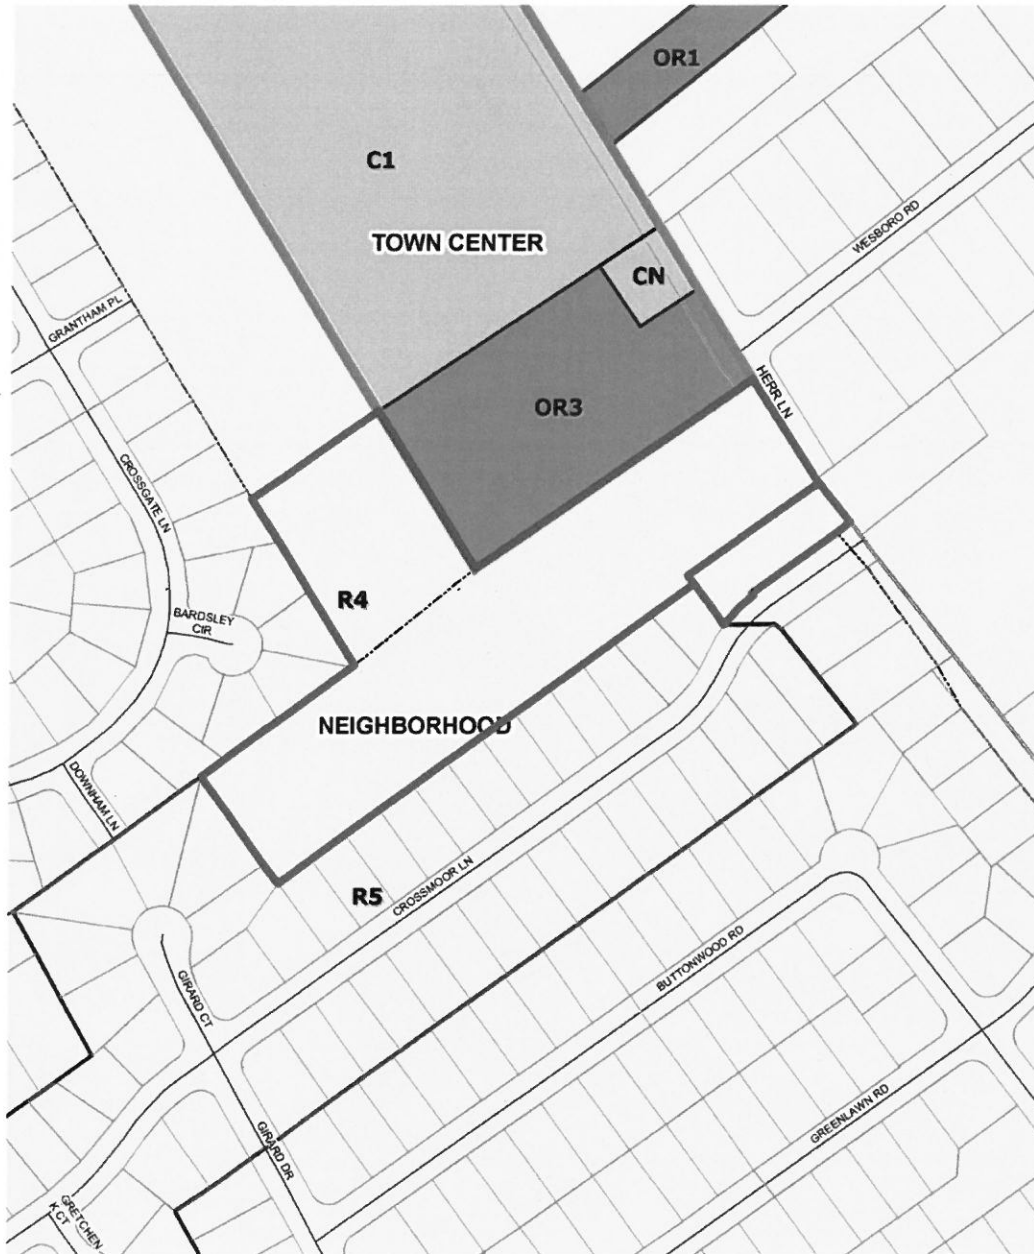 OR1
C1
TOWN CENTER
WESBORO RD
CN
GRANTHAM PL
HERR LN
OR3
CROSSGATE LN
R4
BARDSLEY
CIR
NEIGHBORHOOD
DOWNHAM LN
R5
CROSSMOOR LN
BUTTONWOOD RD
GIRARD CT
GREENLAWN RD
GIRARD DR
GRETCHEN
K CT